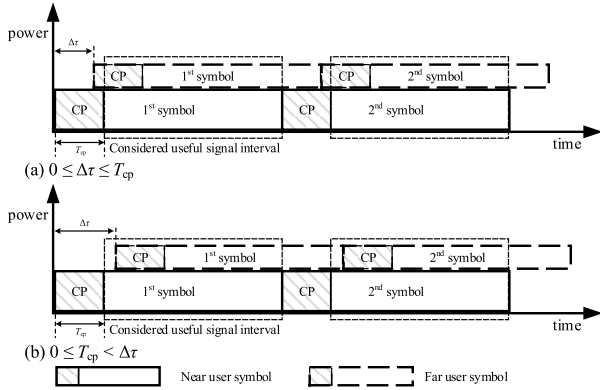 power
Δτ
CP 1st symbol CP 2nd symbol
CP 1st symbol CP 2nd symbol
Tcp Considered useful signal interval time
(a) 0 ≤ Δτ ≤ Tcp
power
Δτ
CP 1st symbol CP 2nd symbol
CP 1st symbol CP 2nd symbol
Tcp Considered useful signal interval time
(b) 0 ≤ Tcp < Δτ
Near user symbol Far user symbol